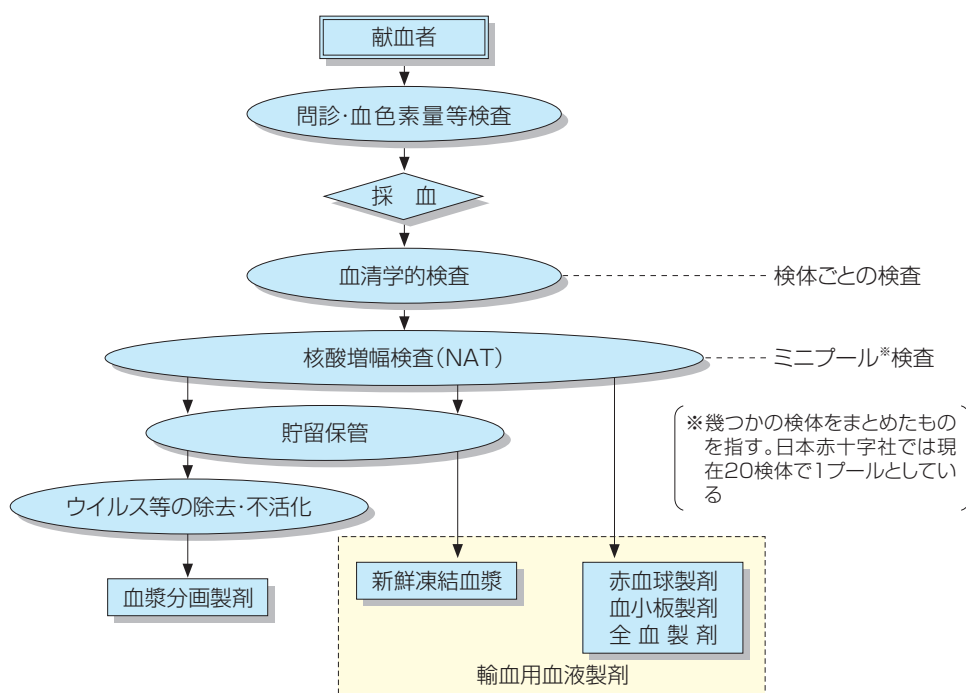 献血者
問診・血色素量等検査
採 血
血清学的検査
検体ごとの検査
核酸増幅検査(NAT)
ミニプール※検査
※幾つかの検体をまとめたもの
を指す。日本赤十字社では現
在20検体で1プールとしてい
る
貯留保管
ウイルス等の除去・不活化
血漿分画製剤
新鮮凍結血漿
赤血球製剤
血小板製剤
全 血 製 剤
輸血用血液製剤